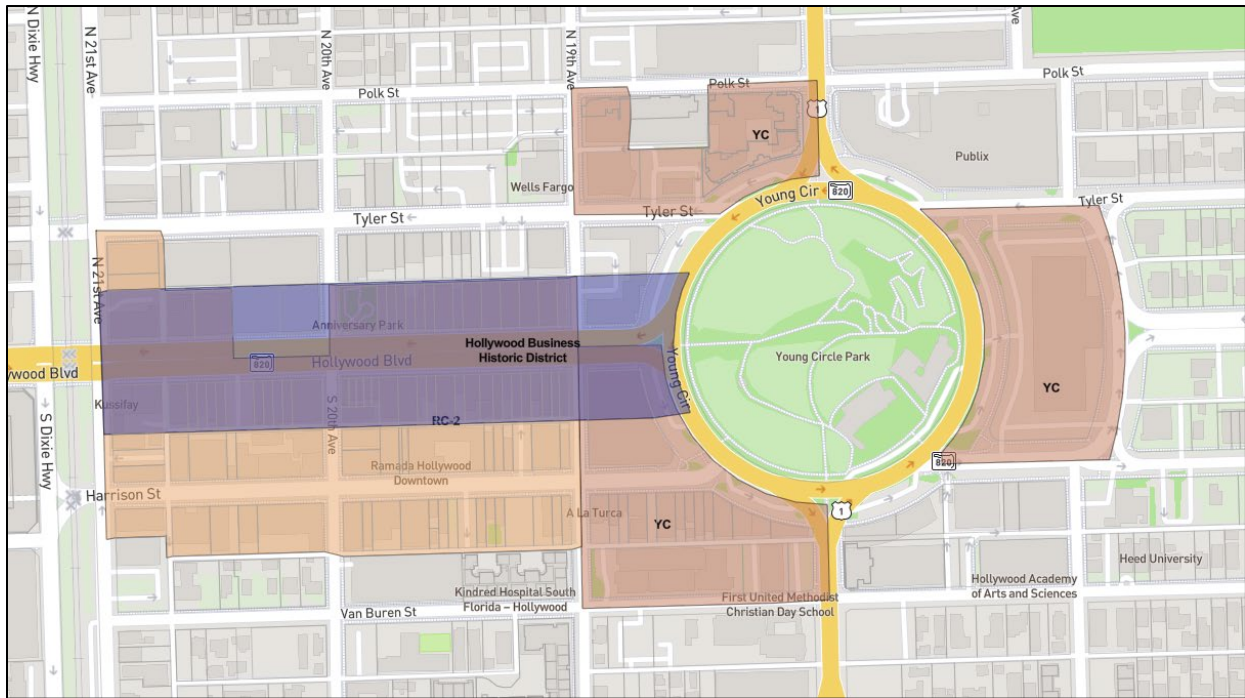 N Dixie Hwy
N 21st Ave
N 20th Ave
N 19th Ave
Ave
Polk St
Polk St
Polk St
1
YC
Publix
Wells Fargo
Young Cir
820
Tyler St
Tyler St
Tyler St
N 21st Ave
Anniversary Park
Hollywood Business
Historic District
820
Hollywood Blvd
ywood Blvd
Young Cir
Young Circle Park
YC
Kussifay
S Dixie Hwy
S 20th Ave
RC-2
Ramada Hollywood
Downtown
820
Harrison St
A La Turca
YC
1
Kindred Hospital South
Florida – Hollywood
First United Methodist
Christian Day School
Hollywood Academy
of Arts and Sciences
Heed University
Van Buren St